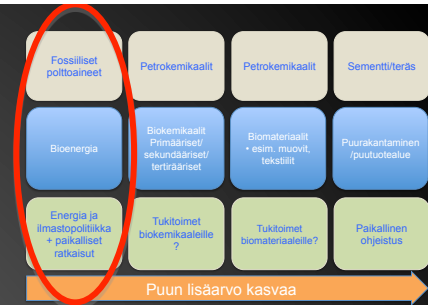 Fossiiliset
polttoaineet
Petrokemikaalit
Petrokemikaalit
Sementti/teräs
Bioenergia
Biokemikaalit
Primääriset/
sekundääriset/
tertirääriset
Biomateriaalit
• esim. muovit,
tekstiilit
Puurakantaminen
/puutuotealue
Energia ja
ilmastopolitiikka
+ paikalliset
ratkaisut
Tukitoimet
biokemikaaleille
?
Tukitoimet
biomateriaaleille?
Paikallinen
ohjeistus
Puun lisäarvo kasvaa